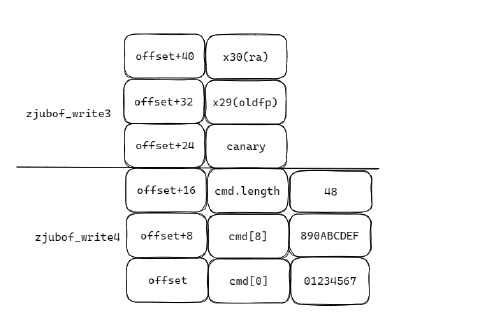 offset+40 x30(ra)
zjubof_write3 offset+32 x29(oldfp)
offset+24 canary
offset+16 cmd.length 48
zjubof_write4 offset+8 cmd[8] 890ABCDEF
offset cmd[0] 01234567